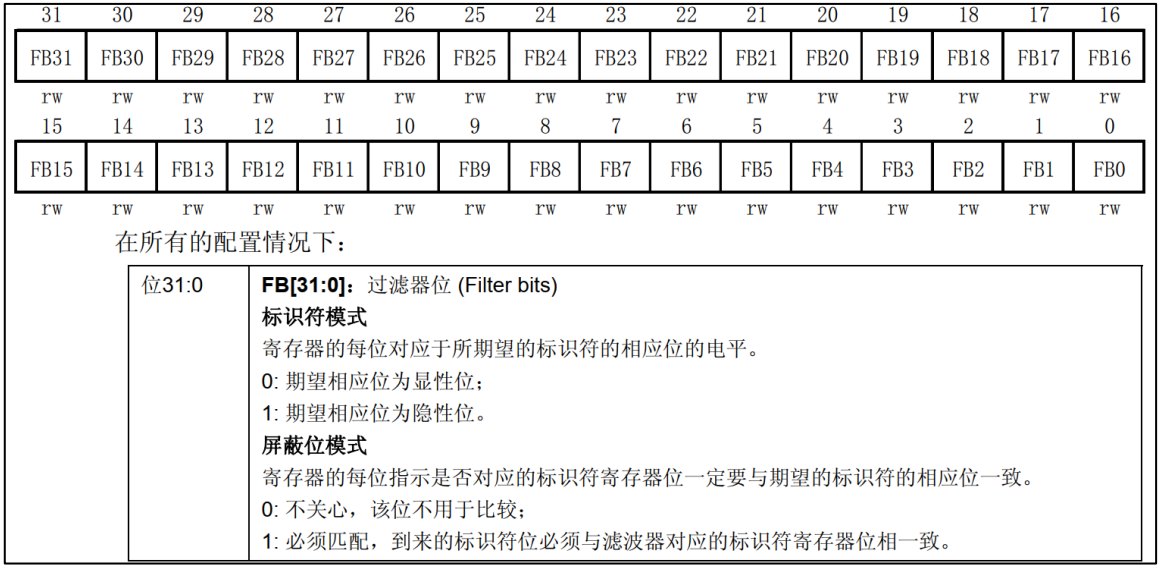 31 30 29 28 27 26 25 24 23 22 21 20 19 18 17 16
FB31 FB30 FB29 FB28 FB27 FB26 FB25 FB24 FB23 FB22 FB21 FB20 FB19 FB18 FB17 FB16
rw rw rw rw rw rw rw rw rw rw rw rw rw rw rw rw
15 14 13 12 11 10 9 8 7 6 5 4 3 2 1 0
FB15 FB14 FB13 FB12 FB11 FB10 FB9 FB8 FB7 FB6 FB5 FB4 FB3 FB2 FB1 FB0
rw rw rw rw rw rw rw rw rw rw rw rw rw rw rw rw
在所有的配置情况下：
位31:0 FB[31:0]：过滤器位 (Filter bits)
标识符模式
寄存器的每位对应于所期望的标识符的相应位的电平。
0: 期望相应位为显性位；
1: 期望相应位为隐性位。
屏蔽位模式
寄存器的每位指示是否对应的标识符寄存器位一定要与期望的标识符的相应位一致。
0: 不关心，该位不用于比较；
1: 必须匹配，到来的标识符位必须与滤波器对应的标识符寄存器位相一致。